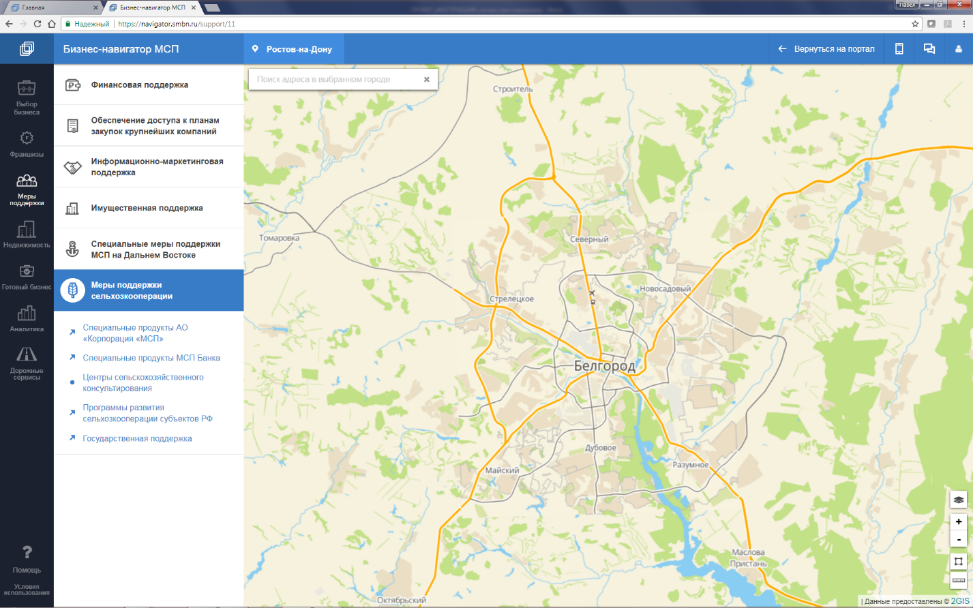 Главная
Бизнес-навигатор МСП
Павел
Надежный
https://navigator.smbn.ru/support/11
Бизнес-навигатор МСП
Ростов-на-Дону
Вернуться на портал
Выбор
бизнеса
Франшизы
Меры
поддержки
Недвижимость
Готовый бизнес
Аналитика
Дорожные
сервисы
Помощь
Условия
использования
Финансовая поддержка
Обеспечение доступа к планам
закупок крупнейших компаний
Информационно-маркетинговая
поддержка
Имущественная поддержка
Специальные меры поддержки
МСП на Дальнем Востоке
Меры поддержки
сельхозкооперации
Специальные продукты АО
«Корпорация «МСП»
Специальные продукты МСП Банка
Центры сельскохозяйственного
консультирования
Программы развития
сельхозкооперации субъектов РФ
Государственная поддержка
Поиск адреса в выбранном городе
Строитель
Томаровка
Северный
Стрелецкое
Новосадовый
Белгород
Дубовое
Майский
Разумное
Маслова
Пристань
Октябрьский
+
-
Данные предоставлены © 2GIS